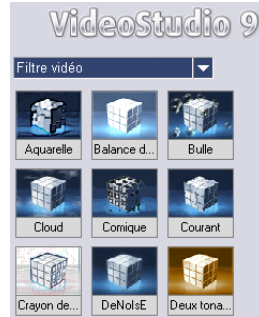 VideoStudio 9
Filtre vidéo
Aquarelle Balance d... Bulle
Cloud Comique Courant
Crayon de... DeNoIsE Deux tona...